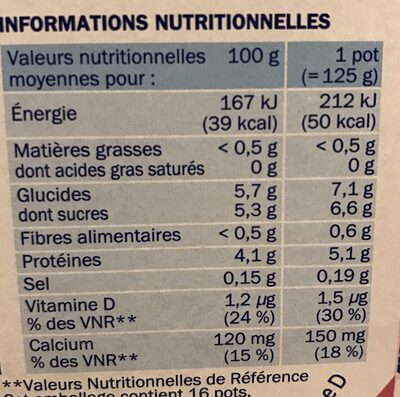 INFORMATIONS NUTRITIONNELLES
Valeurs nutritionnelles moyennes pour : 100 g 1 pot (= 125 g)
Énergie 167 kJ (39 kcal) 212 kJ (50 kcal)
Matières grasses < 0,5 g < 0,5 g
dont acides gras saturés 0 g 0 g
Glucides 5,7 g 7,1 g
dont sucres 5,3 g 6,6 g
Fibres alimentaires < 0,5 g 0,6 g
Protéines 4,1 g 5,1 g
Sel 0,15 g 0,19 g
Vitamine D 1,2 µg 1,5 µg
% des VNR** (24 %) (30 %)
Calcium 120 mg 150 mg
% des VNR** (15 %) (18 %)
**Valeurs Nutritionnelles de Référence
emballage contient 16 pots.